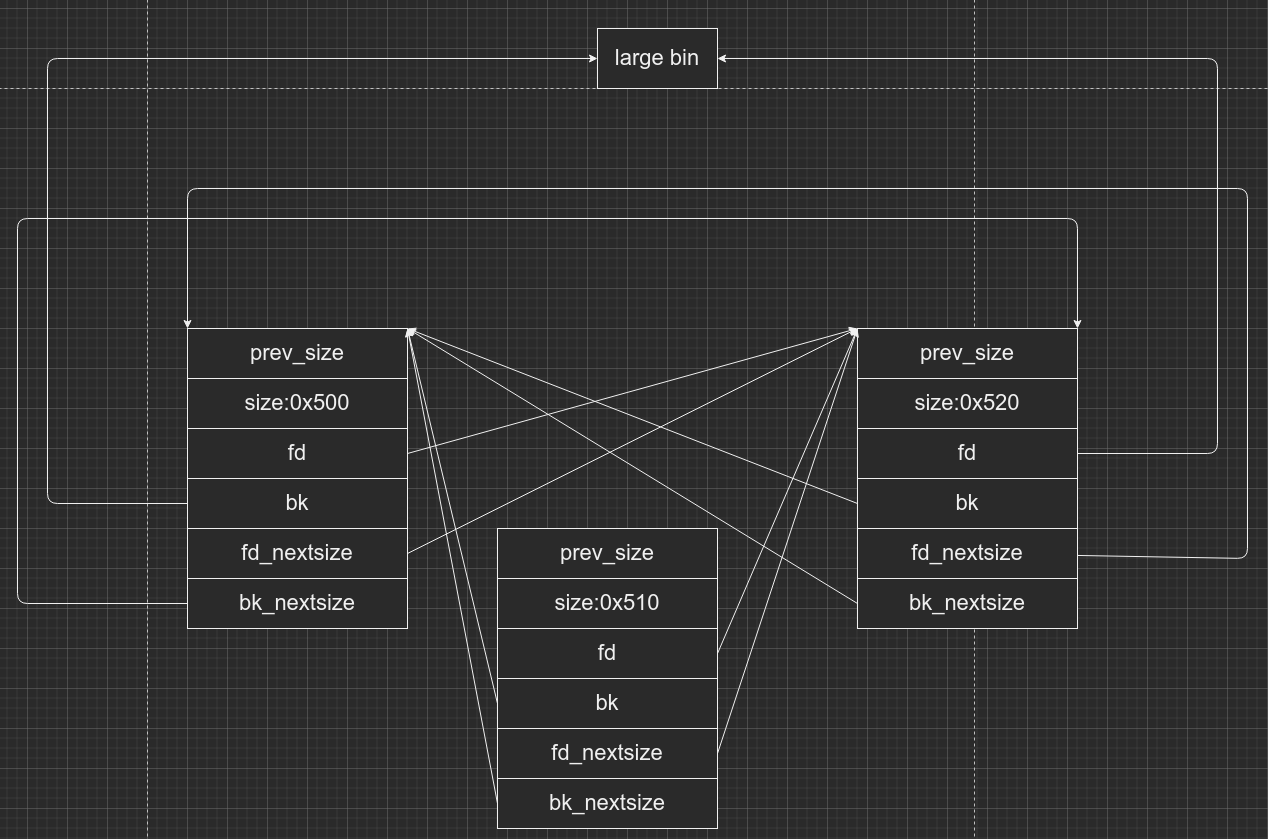 large bin
prev_size
size:0x500
fd
bk
fd_nextsize
bk_nextsize
prev_size
size:0x510
fd
bk
fd_nextsize
bk_nextsize
prev_size
size:0x520
fd
bk
fd_nextsize
bk_nextsize